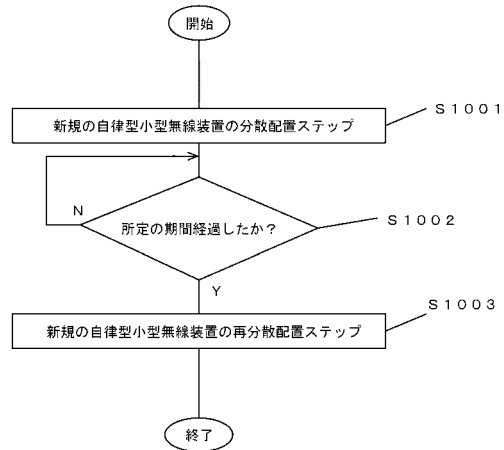 開始
新規の自律型小型無線装置の分散配置ステップ
S1001
N
所定の期間経過したか?
S1002
Y
新規の自律型小型無線装置の再分散配置ステップ
S1003
終了